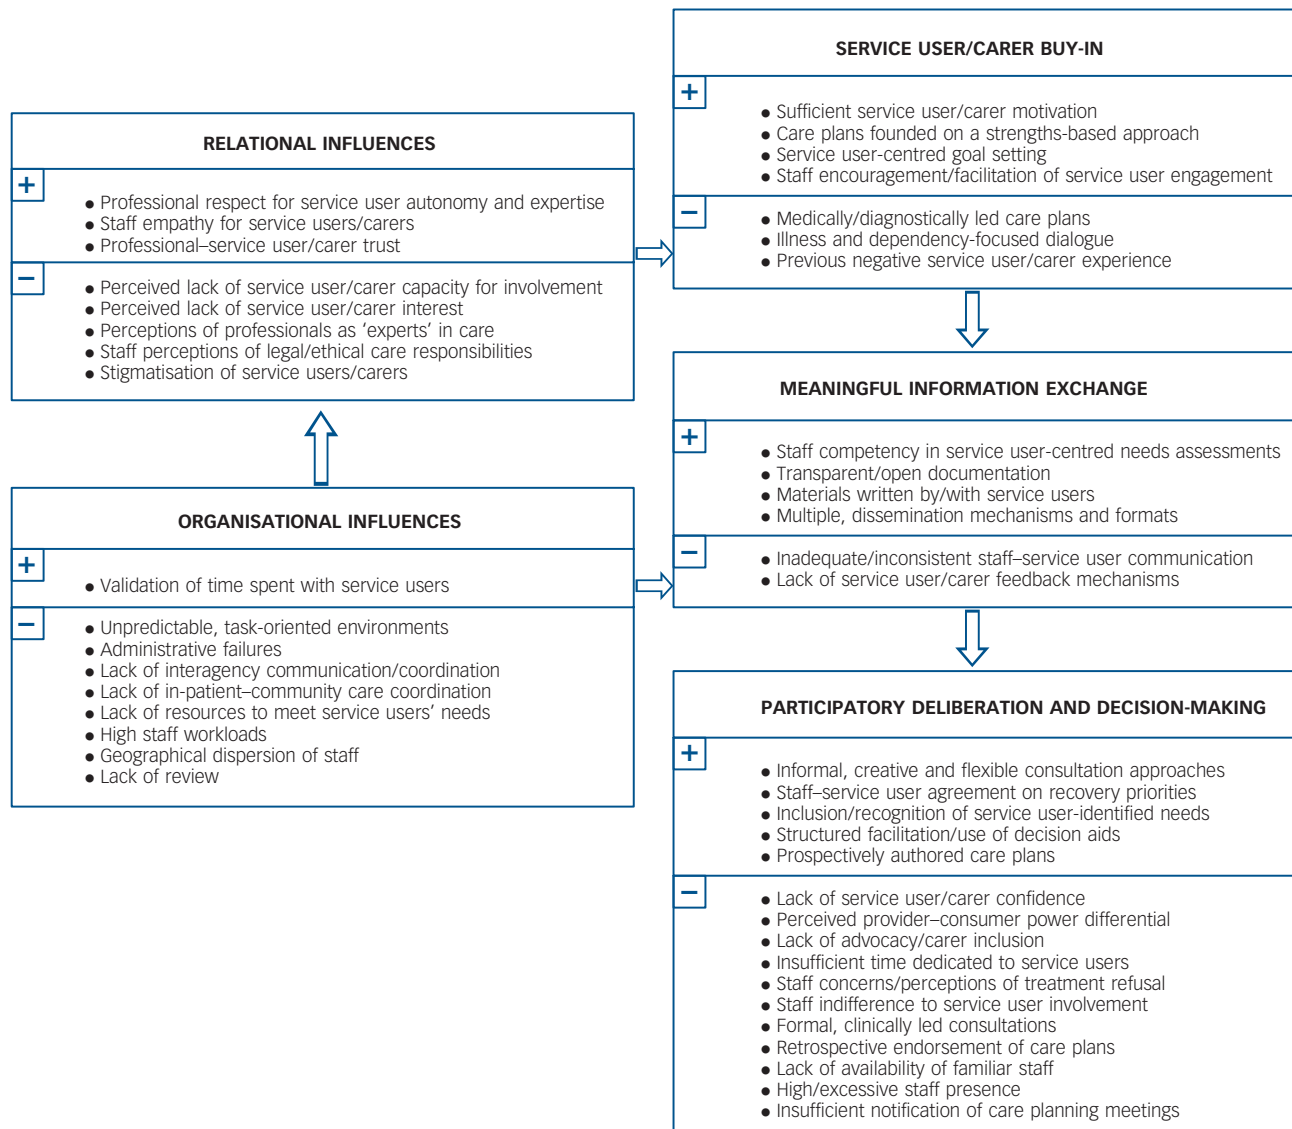 RELATIONAL INFLUENCES
+
● Professional respect for service user autonomy and expertise
● Staff empathy for service users/carers
● Professional–service user/carer trust
−
● Perceived lack of service user/carer capacity for involvement
● Perceived lack of service user/carer interest
● Perceptions of professionals as ‘experts’ in care
● Staff perceptions of legal/ethical care responsibilities
● Stigmatisation of service users/carers
ORGANISATIONAL INFLUENCES
+
● Validation of time spent with service users
−
● Unpredictable, task-oriented environments
● Administrative failures
● Lack of interagency communication/coordination
● Lack of in-patient–community care coordination
● Lack of resources to meet service users’ needs
● High staff workloads
● Geographical dispersion of staff
● Lack of review
SERVICE USER/CARER BUY-IN
+
● Sufficient service user/carer motivation
● Care plans founded on a strengths-based approach
● Service user-centred goal setting
● Staff encouragement/facilitation of service user engagement
−
● Medically/diagnostically led care plans
● Illness and dependency-focused dialogue
● Previous negative service user/carer experience
MEANINGFUL INFORMATION EXCHANGE
+
● Staff competency in service user-centred needs assessments
● Transparent/open documentation
● Materials written by/with service users
● Multiple, dissemination mechanisms and formats
−
● Inadequate/inconsistent staff–service user communication
● Lack of service user/carer feedback mechanisms
PARTICIPATORY DELIBERATION AND DECISION-MAKING
+
● Informal, creative and flexible consultation approaches
● Staff–service user agreement on recovery priorities
● Inclusion/recognition of service user-identified needs
● Structured facilitation/use of decision aids
● Prospectively authored care plans
−
● Lack of service user/carer confidence
● Perceived provider–consumer power differential
● Lack of advocacy/carer inclusion
● Insufficient time dedicated to service users
● Staff concerns/perceptions of treatment refusal
● Staff indifference to service user involvement
● Formal, clinically led consultations
● Retrospective endorsement of care plans
● Lack of availability of familiar staff
● High/excessive staff presence
● Insufficient notification of care planning meetings